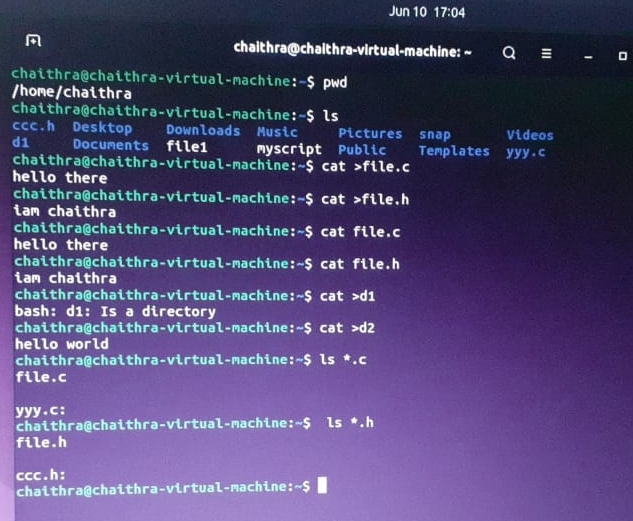 Jun 10 17:04
chaithra@chaithra-virtual-machine: ~
chaithra@chaithra-virtual-machine:~$ pwd
/home/chaithra
chaithra@chaithra-virtual-machine:~$ ls
ccc.h Desktop Downloads Music Pictures snap Videos
d1 Documents file1 myscript Public Templates yyy.c
chaithra@chaithra-virtual-machine:~$ cat >file.c
hello there
chaithra@chaithra-virtual-machine:~$ cat >file.h
iam chaithra
chaithra@chaithra-virtual-machine:~$ cat file.c
hello there
chaithra@chaithra-virtual-machine:~$ cat file.h
iam chaithra
chaithra@chaithra-virtual-machine:~$ cat >d1
bash: d1: Is a directory
chaithra@chaithra-virtual-machine:~$ cat >d2
hello world
chaithra@chaithra-virtual-machine:~$ ls *.c
file.c
yyy.c:
chaithra@chaithra-virtual-machine:~$ ls *.h
file.h
ccc.h:
chaithra@chaithra-virtual-machine:~$